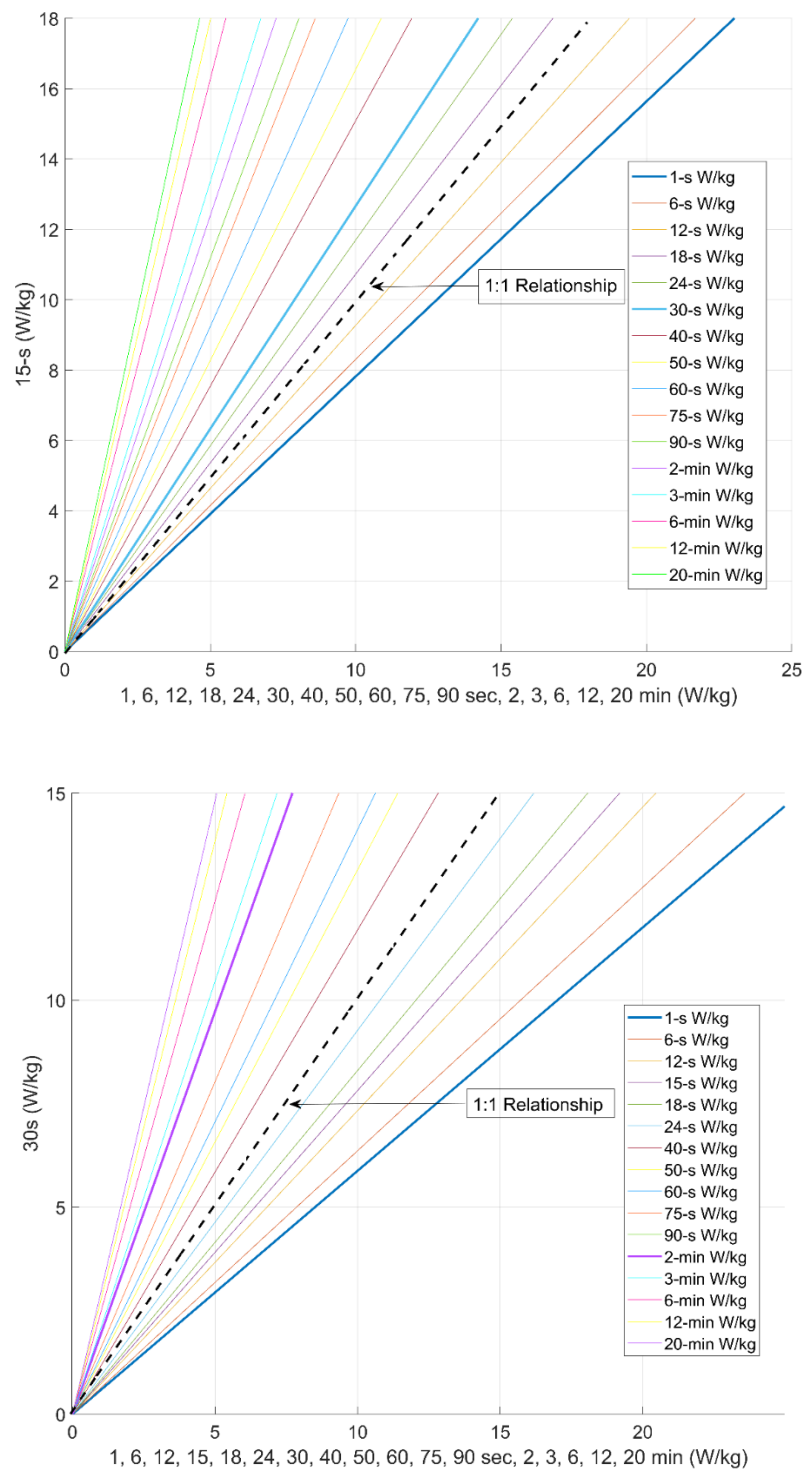 18
16
14
12
10
8
6
4
2
0
15-s (W/kg)
1:1 Relationship
1-s W/kg
6-s W/kg
12-s W/kg
18-s W/kg
24-s W/kg
30-s W/kg
40-s W/kg
50-s W/kg
60-s W/kg
75-s W/kg
90-s W/kg
2-min W/kg
3-min W/kg
6-min W/kg
12-min W/kg
20-min W/kg
0 5 10 15 20 25
1, 6, 12, 18, 24, 30, 40, 50, 60, 75, 90 sec, 2, 3, 6, 12, 20 min (W/kg)
15
10
5
0
30s (W/kg)
1:1 Relationship
1-s W/kg
6-s W/kg
12-s W/kg
15-s W/kg
18-s W/kg
24-s W/kg
40-s W/kg
50-s W/kg
60-s W/kg
75-s W/kg
90-s W/kg
2-min W/kg
3-min W/kg
6-min W/kg
12-min W/kg
20-min W/kg
0 5 10 15 20
1, 6, 12, 15, 18, 24, 30, 40, 50, 60, 75, 90 sec, 2, 3, 6, 12, 20 min (W/kg)